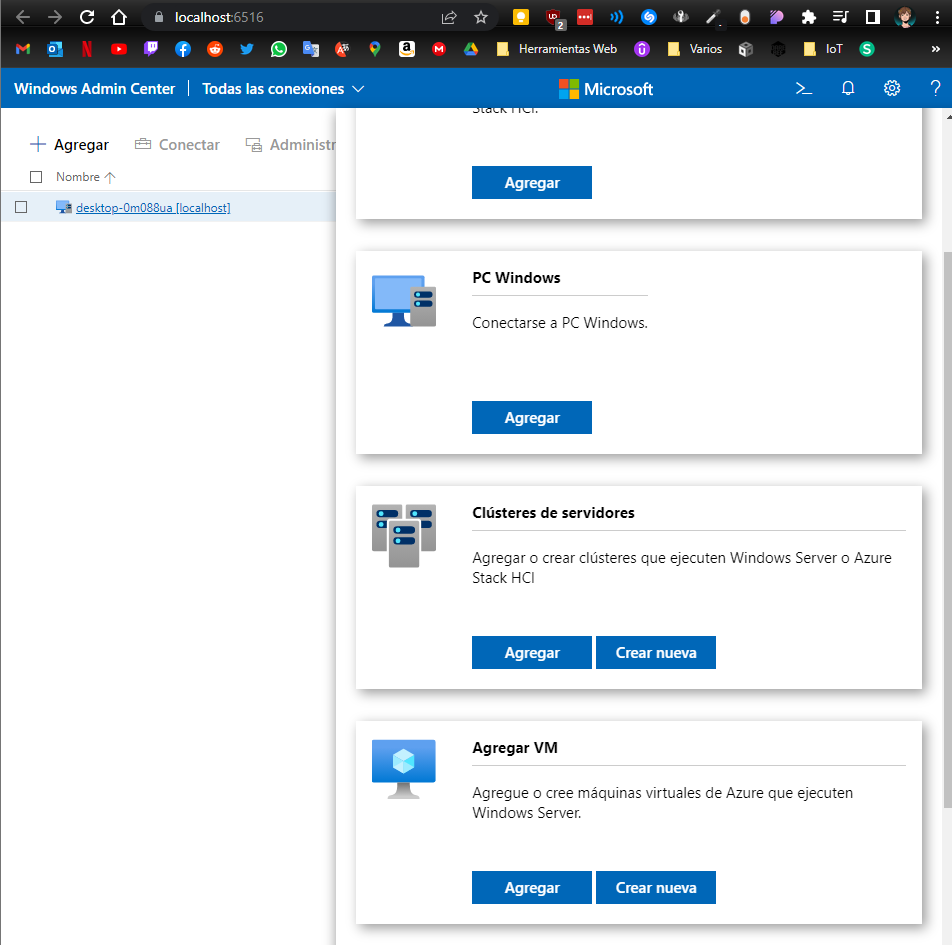 localhost:6516
2
Herramientas Web
Varios
IoT
»
Windows Admin Center
Todas las conexiones
Microsoft
?
Agregar
Conectar
Administr
Nombre
desktop-0m088ua [localhost]
Stack HCI.
Agregar
PC Windows
Conectarse a PC Windows.
Agregar
Clústeres de servidores
Agregar o crear clústeres que ejecuten Windows Server o Azure
Stack HCI
Agregar
Crear nueva
Agregar VM
Agregue o cree máquinas virtuales de Azure que ejecuten
Windows Server.
Agregar
Crear nueva